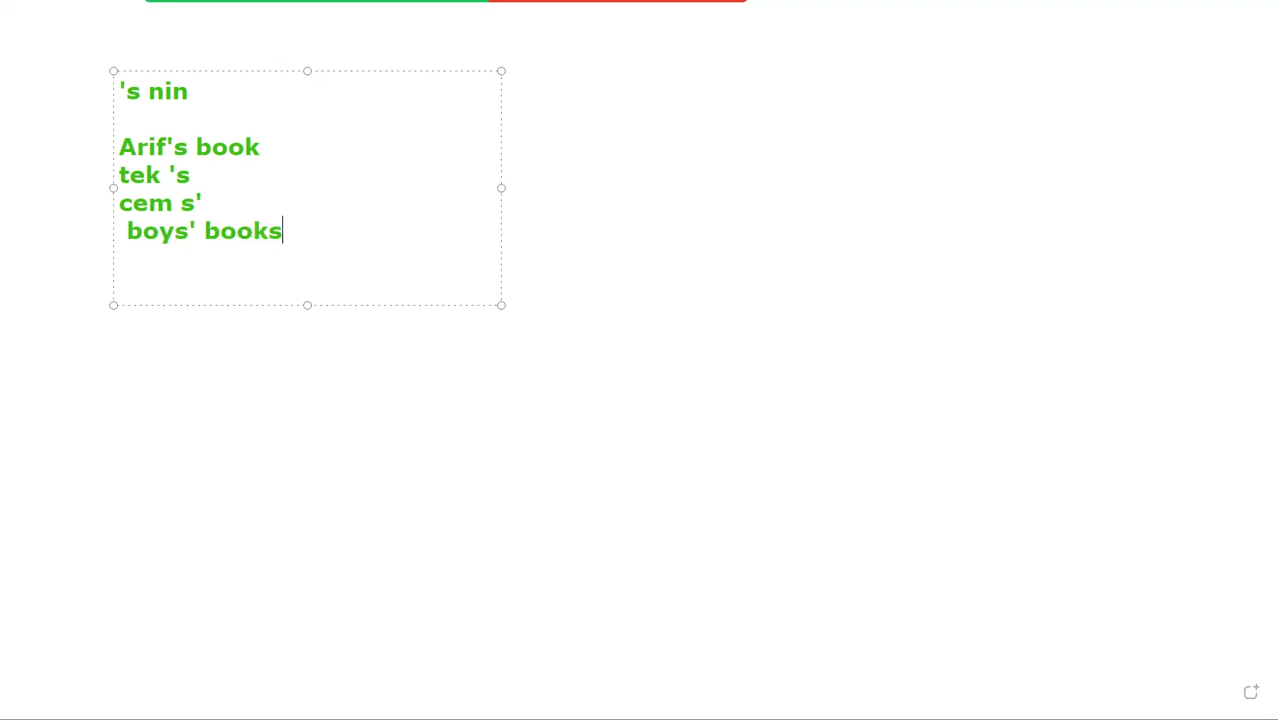 's nin
Arif's book
tek 's
cem s'
boys' books